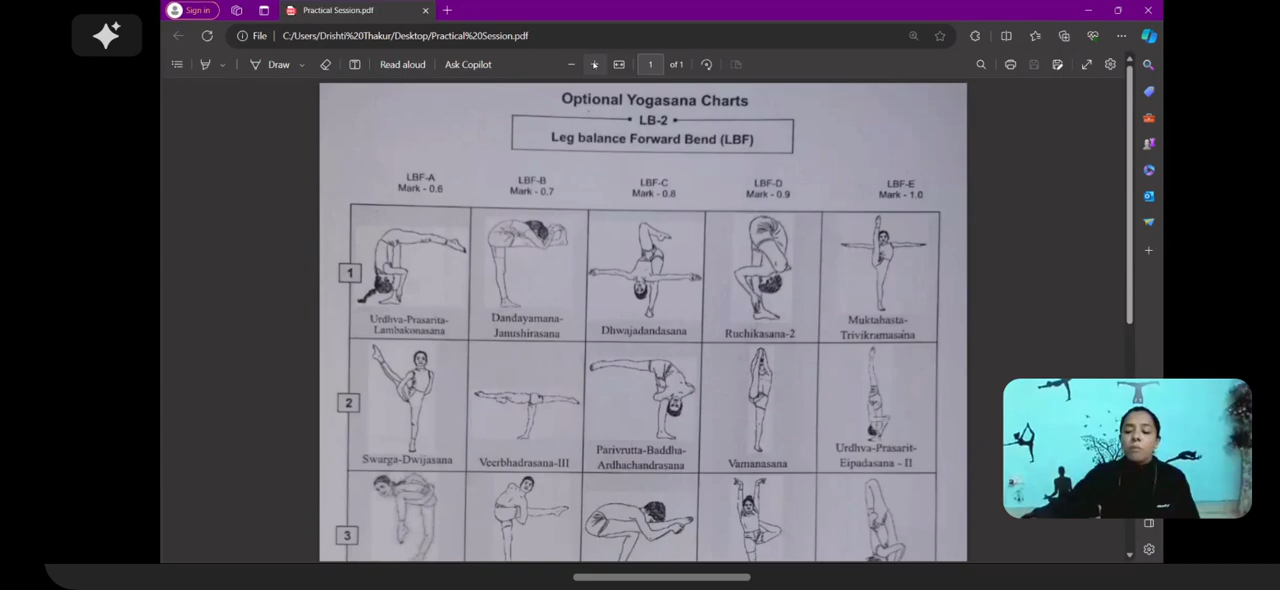 Sign in
Practical Session.pdf
File
C:/Users/Drishti%20Thakur/Desktop/Practical%20Session.pdf
Draw
Read aloud
Ask Copilot
1
of 1
Optional Yogasana Charts
LB-2
Leg balance Forward Bend (LBF)
LBF-A
Mark - 0.6
LBF-B
Mark - 0.7
LBF-C
Mark - 0.8
LBF-D
Mark - 0.9
LBF-E
Mark - 1.0
1
Urdhva-Prasarita-
Lambakonasana
Dandayamana-
Janushirasana
Dhwajadandasana
Ruchikasana-2
Muktahasta-
Trivikramasana
2
Swarga-Dwijasana
Veerbhadrasana-III
Parivrutta-Baddha-
Ardhachandrasana
Vamanasana
Urdhva-Prasarit-
Eipadasana - II
3